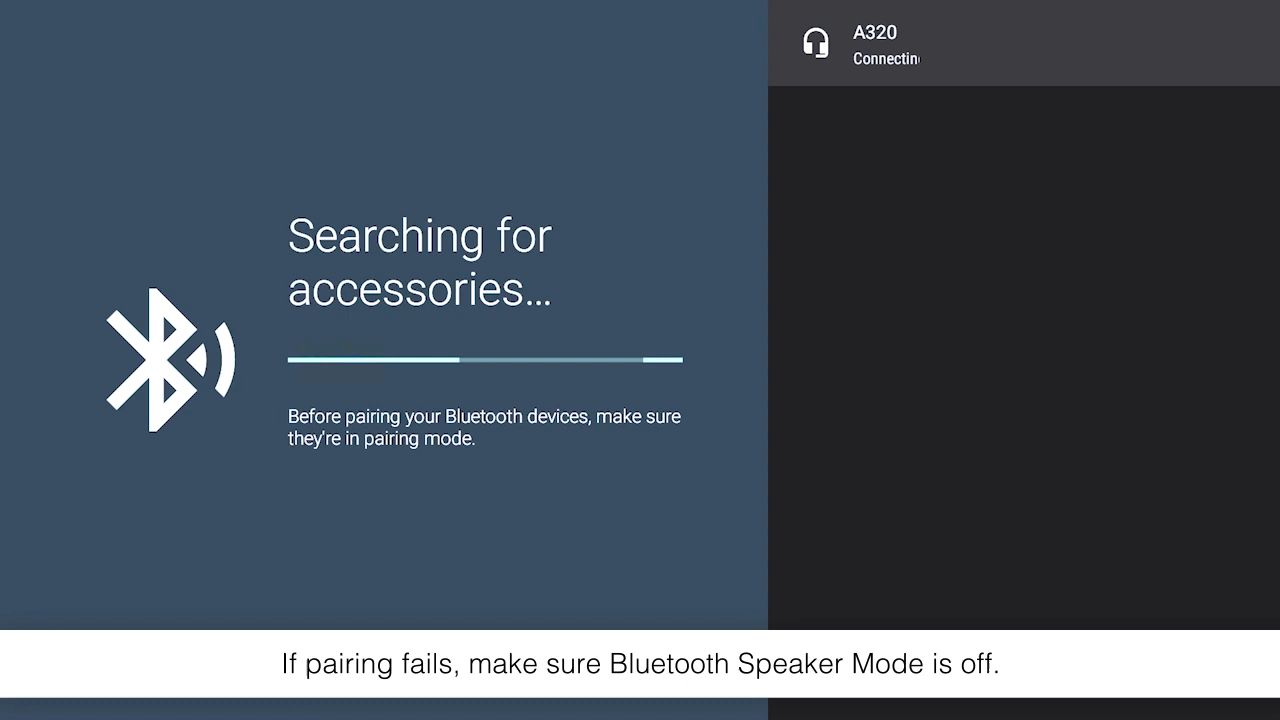 A320
Connectin
Searching for
accessories...
Before pairing your Bluetooth devices, make sure
they're in pairing mode.
If pairing fails, make sure Bluetooth Speaker Mode is off.